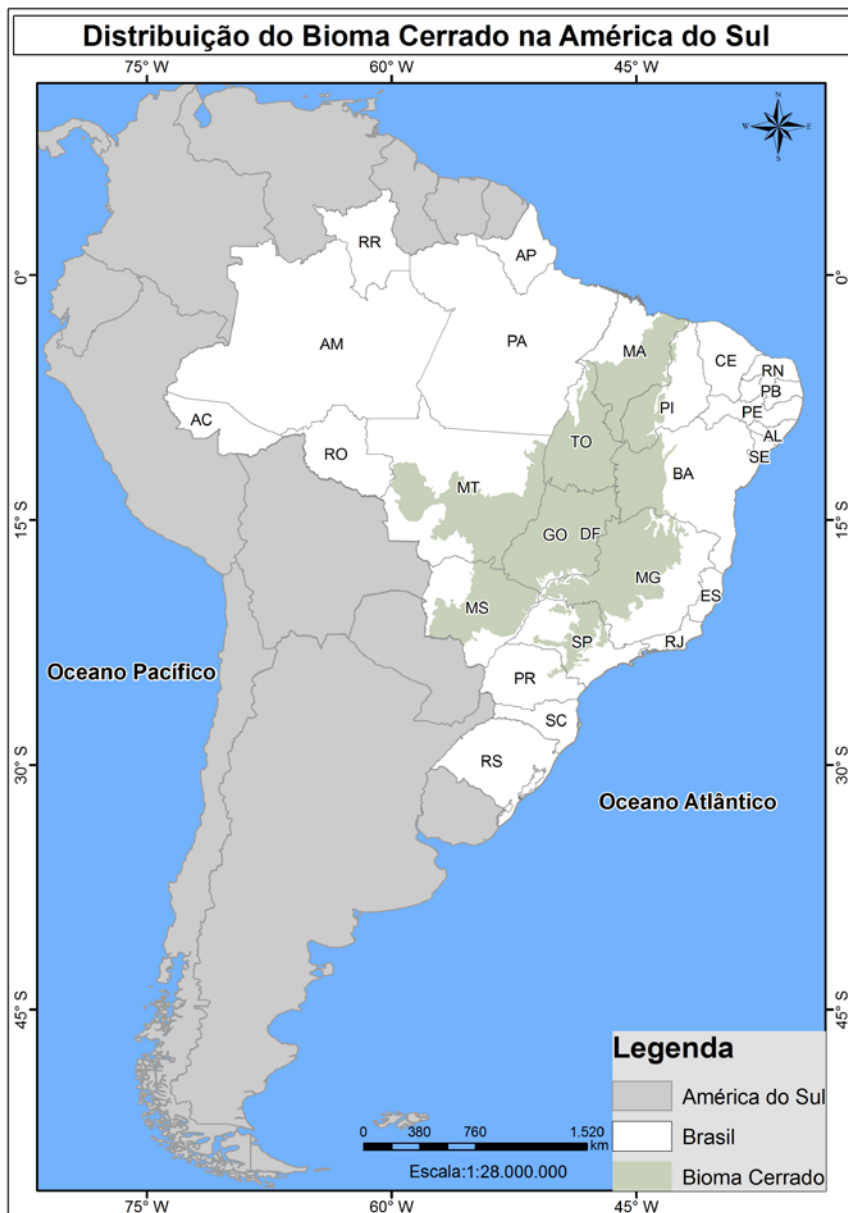 Distribuição do Bioma Cerrado na América do Sul
75° W 60° W 45° W
N
W E
S
RR
AP
0° 0°
AM PA MA CE
RN
PB
PI PE
AC AL
TO SE
RO
BA
MT
15° S 15° S
GO DF
MG
ES
MS
SP RJ
Oceano Pacífico
PR
SC
RS
30° S 30° S
Oceano Atlântico
45° S 45° S
Legenda
América do Sul
Brasil
Bioma Cerrado
0 380 760 1.520
km
Escala:1:28.000.000
75° W 60° W 45° W